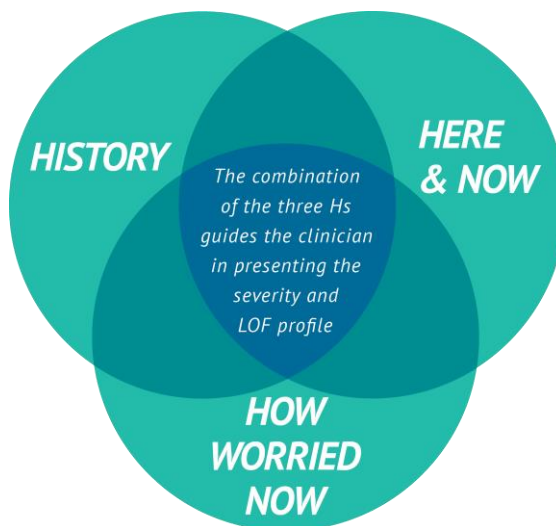 HISTORY
HERE
& NOW
The combination
of the three Hs
guides the clinician
in presenting the
severity and
LOF profile
HOW
WORRIED
NOW